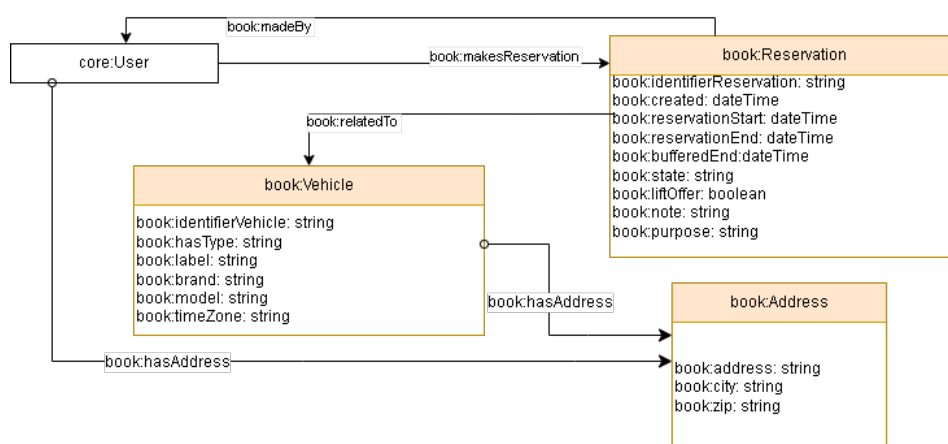 book:madeBy
core:User
book:makesReservation
book:Reservation
book:identifierReservation: string
book:created: dateTime
book:reservationStart: dateTime
book:reservationEnd: dateTime
book:bufferedEnd:dateTime
book:state: string
book:liftOffer: boolean
book:note: string
book:purpose: string
book:relatedTo
book:Vehicle
book:identifierVehicle: string
book:hasType: string
book:label: string
book:brand: string
book:model: string
book:timeZone: string
book:hasAddress
book:Address
book:address: string
book:city: string
book:zip: string
book:hasAddress